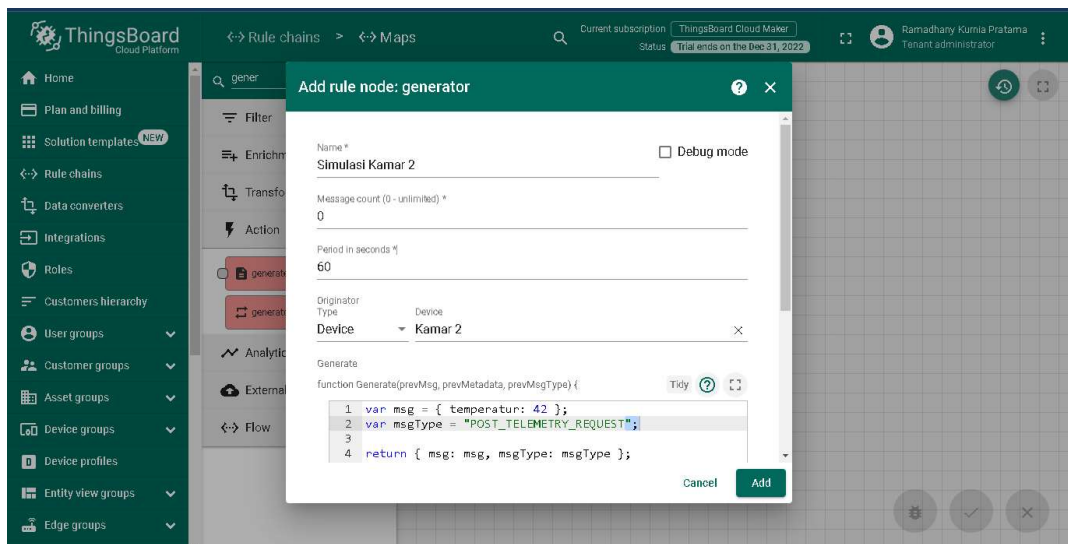 ThingsBoard
Cloud Platform
Rule chains > Maps
Current subscription ThingsBoard Cloud Maker
Status Trial ends on the Dec 31, 2022
Ramadhany Kurnia Pratama
Tenant administrator
Home
Plan and billing
Solution templates NEW
Rule chains
Data converters
Integrations
Roles
Customers hierarchy
User groups
Customer groups
Asset groups
Device groups
Device profiles
Entity view groups
Edge groups
gener
Filter
Enrichm
Transfo
Action
generat
generat
Analytic
External
Flow
Add rule node: generator
Name *
Simulasi Kamar 2
Debug mode
Message count (0 - unlimited) *
0
Period in seconds *
60
Originator
Type
Device
Device
Kamar 2
Generate
function Generate(prevMsg, prevMetadata, prevMsgType) {
Tidy
1 var msg = { temperatur: 42 };
2 var msgType = "POST_TELEMETRY_REQUEST";
3
4 return { msg: msg, msgType: msgType };
Cancel
Add